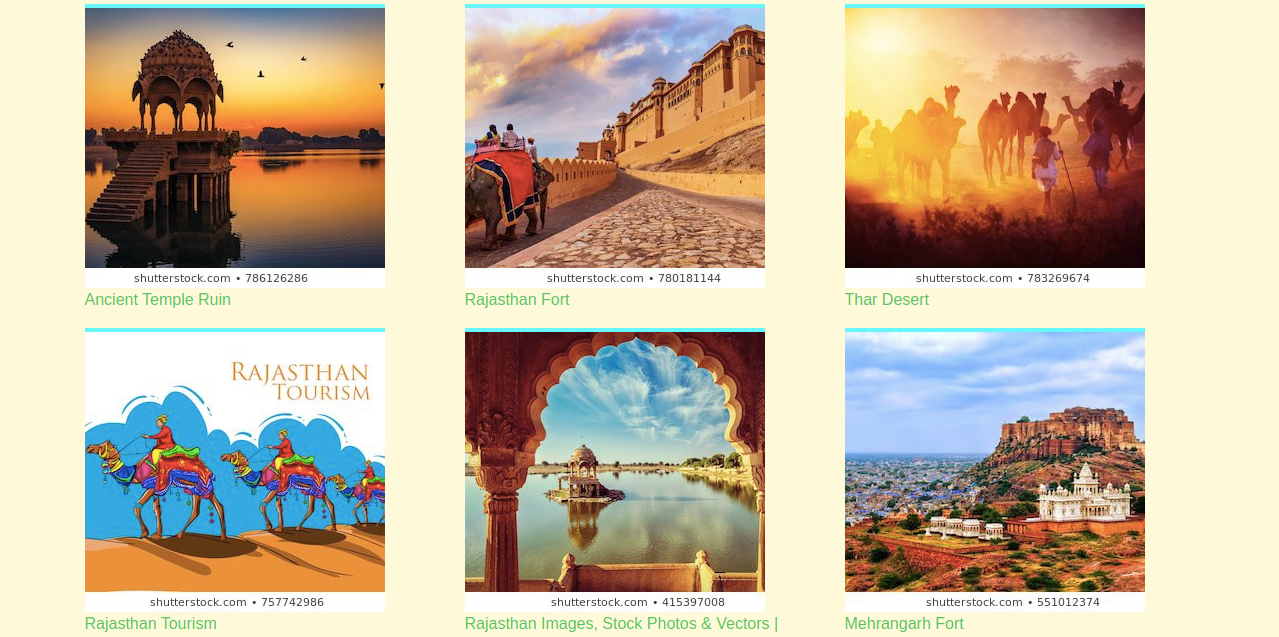 shutterstock.com • 786126286
shutterstock.com • 780181144
shutterstock.com • 783269674
Ancient Temple Ruin
Rajasthan Fort
Thar Desert
RAJASTHAN
TOURISM
shutterstock.com • 757742986
shutterstock.com • 415397008
shutterstock.com • 551012374
Rajasthan Tourism
Rajasthan Images, Stock Photos & Vectors |
Mehrangarh Fort